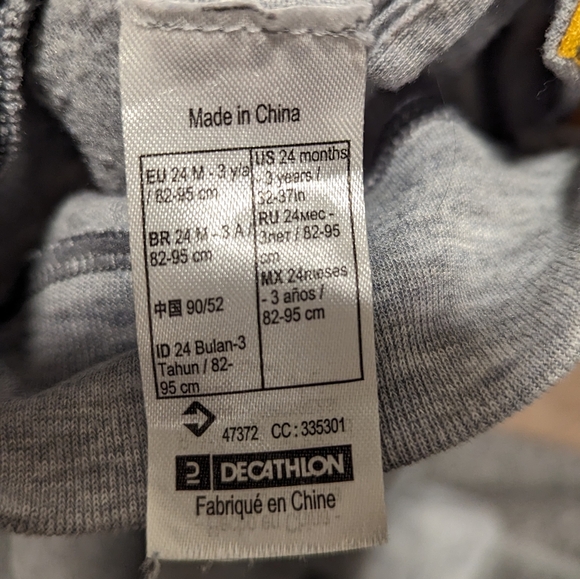 Made in China
EU 24 M - 3 y/a
/ 82-95 cm
BR 24 M - 3 A /
82-95 cm
中国 90/52
ID 24 Bulan-3
Tahun / 82-
95 cm
US 24 months
- 3 years /
32-37in
RU 24мес -
3лет / 82-95
cm
MX 24meses
- 3 años /
82-95 cm
47372 CC: 335301
DECATHLON
Fabriqué en Chine